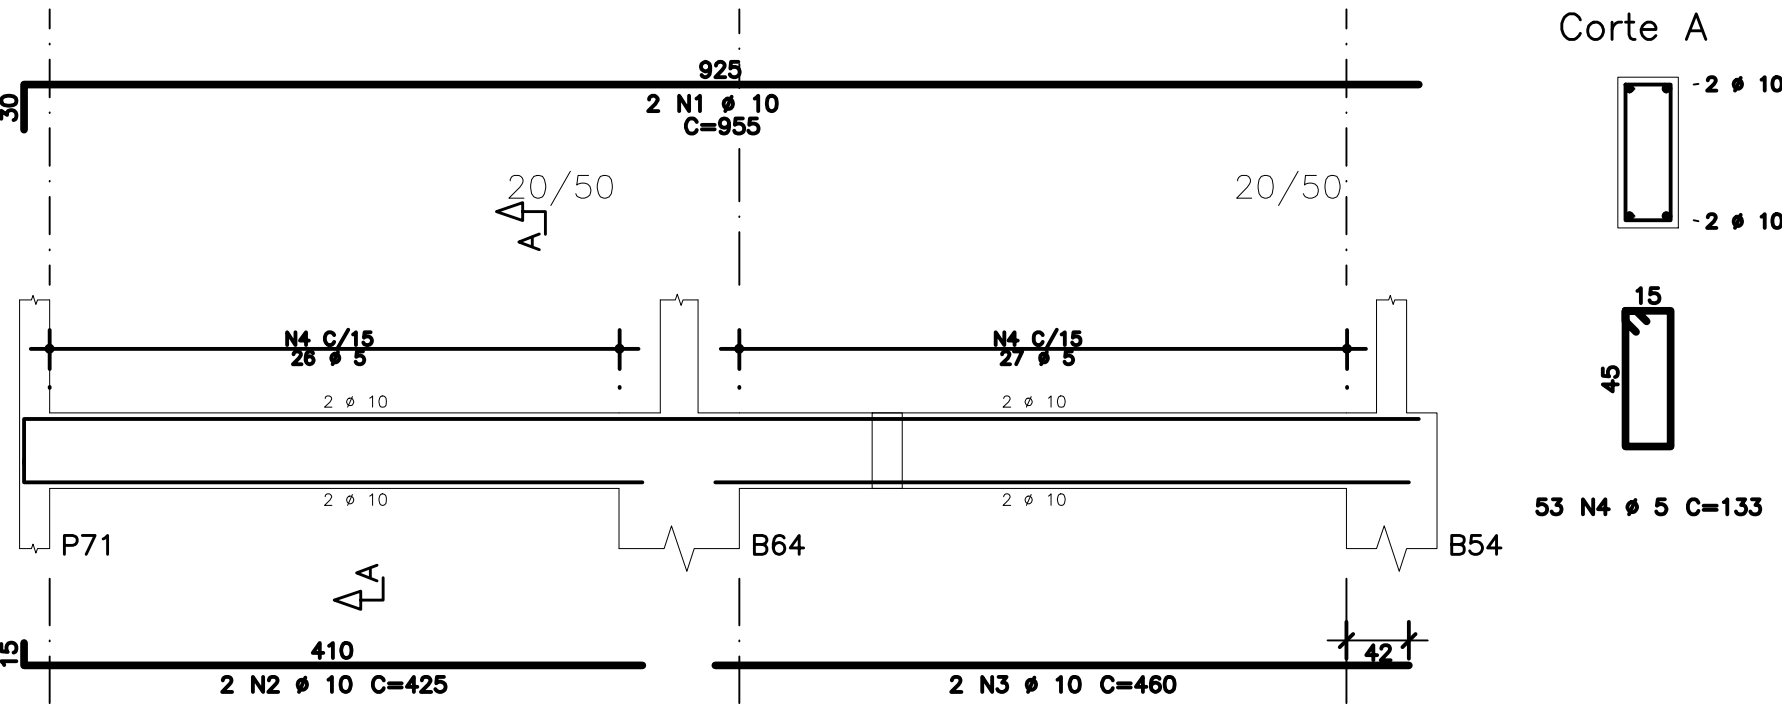 Corte A
925
30
2 N1 ø 10
C=955
2 ø 10
20/50
20/50
A
2 ø 10
15
45
N4 C/15
26 ø 5
N4 C/15
27 ø 5
2 ø 10
2 ø 10
2 ø 10
2 ø 10
53 N4 ø 5 C=133
P71
B64
B54
A
15
410
42
2 N2 ø 10 C=425
2 N3 ø 10 C=460